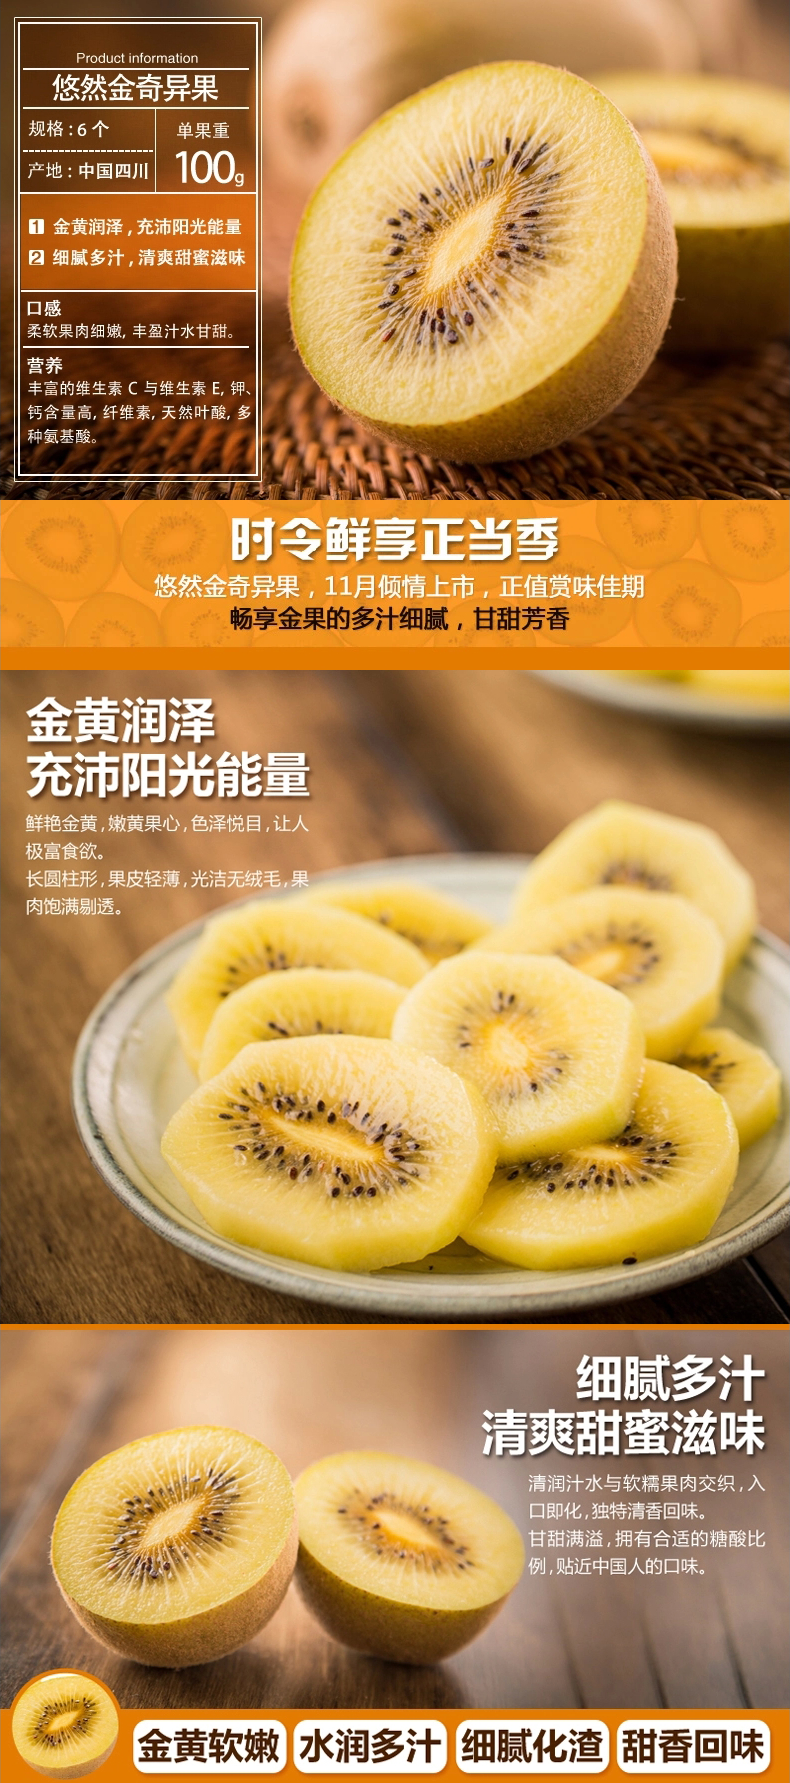 Product information
悠然金奇异果
规格:6个
单果重
产地:中国四川
100g
1 金黄润泽,充沛阳光能量
2 细腻多汁,清爽甜蜜滋味
口感
柔软果肉细嫩,丰盈汁水甘甜。
营养
丰富的维生素 C 与维生素 E,钾、
钙含量高,纤维素,天然叶酸,多
种氨基酸。
时令鲜享正当季
悠然金奇异果,11月倾情上市,正值赏味佳期
畅享金果的多汁细腻,甘甜芳香
金黄润泽
充沛阳光能量
鲜艳金黄,嫩黄果心,色泽悦目,让人
极富食欲。
长圆柱形,果皮轻薄,光洁无绒毛,果
肉饱满剔透。
细腻多汁
清爽甜蜜滋味
清润汁水与软糯果肉交织,入
口即化,独特清香回味。
甘甜满溢,拥有合适的糖酸比
例,贴近中国人的口味。
金黄软嫩 水润多汁 细腻化渣 甜香回味